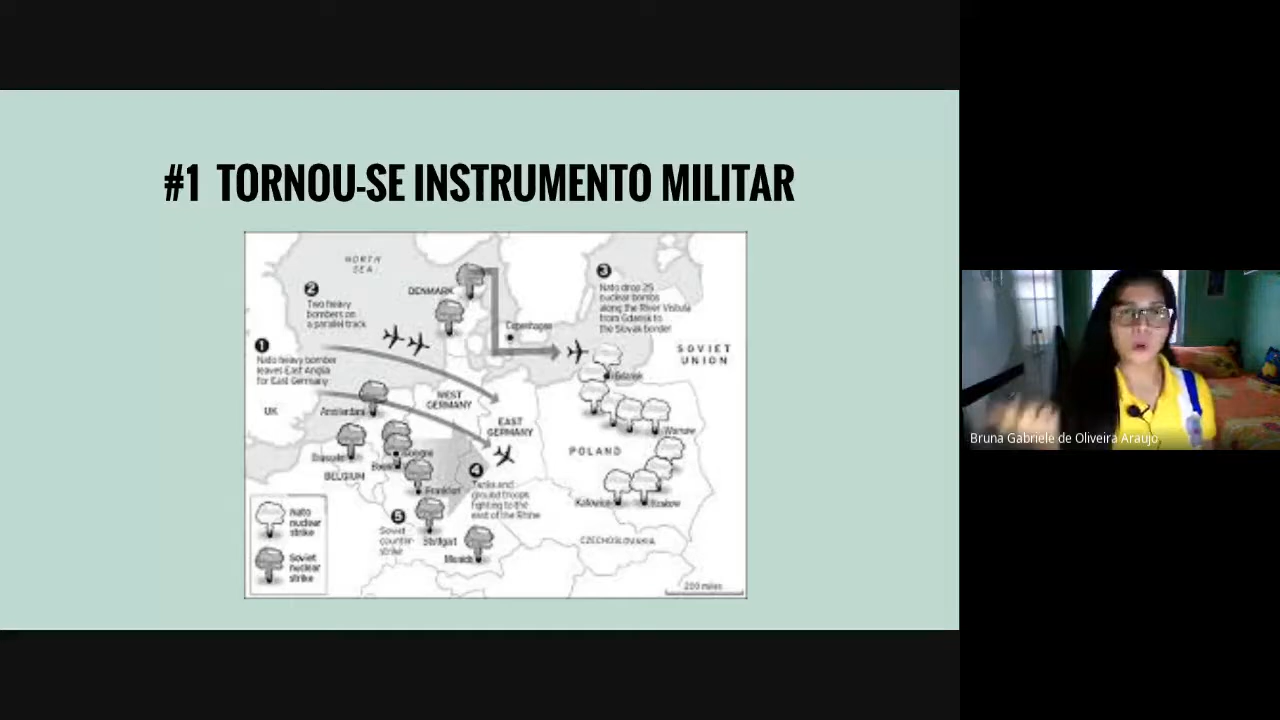 #1 TORNOU-SE INSTRUMENTO MILITAR
NORTH
SEA
2
Two heavy
bombers on
a parallel track
DENMARK
Copenhagen
3
Nato drop 25
nuclear bombs
along the River Vistula
from Gdansk to
the Slovak border
SOVIET
UNION
1
Nato heavy bomber
leaves East Anglia
for East Germany
UK
Amsterdam
WEST
GERMANY
EAST
GERMANY
Gdansk
Warsaw
POLAND
Brussels
Cologne
Bonn
BELGIUM
Frankfurt
4
Tanks and
ground troops
fighting to the
east of the Rhine
Katowice
Krakow
5
Soviet
counter-
strike
Stuttgart
Munich
CZECHOSLOVAKIA
Nato
nuclear
strike
Soviet
nuclear
strike
200 miles
Bruna Gabriele de Oliveira Araújo